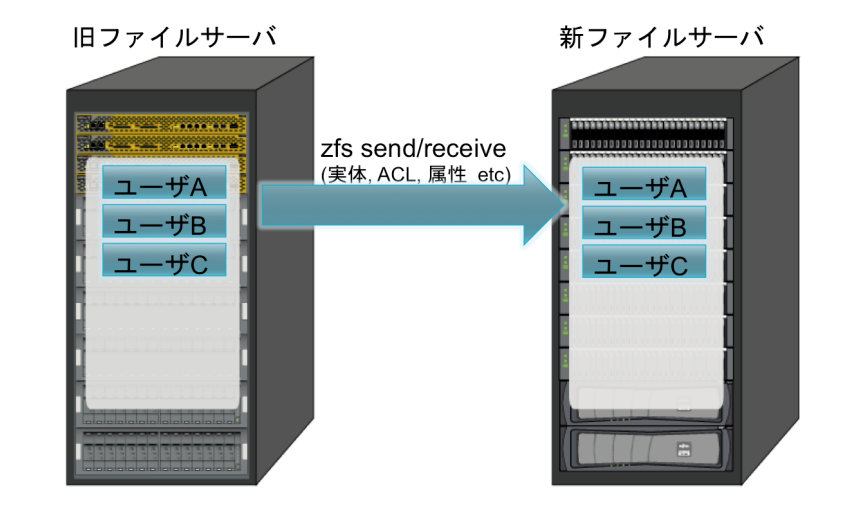 旧ファイルサーバ
新ファイルサーバ
zfs send/receive
(実体, ACL, 属性 etc)
ユーザA
ユーザB
ユーザC
ユーザA
ユーザB
ユーザC